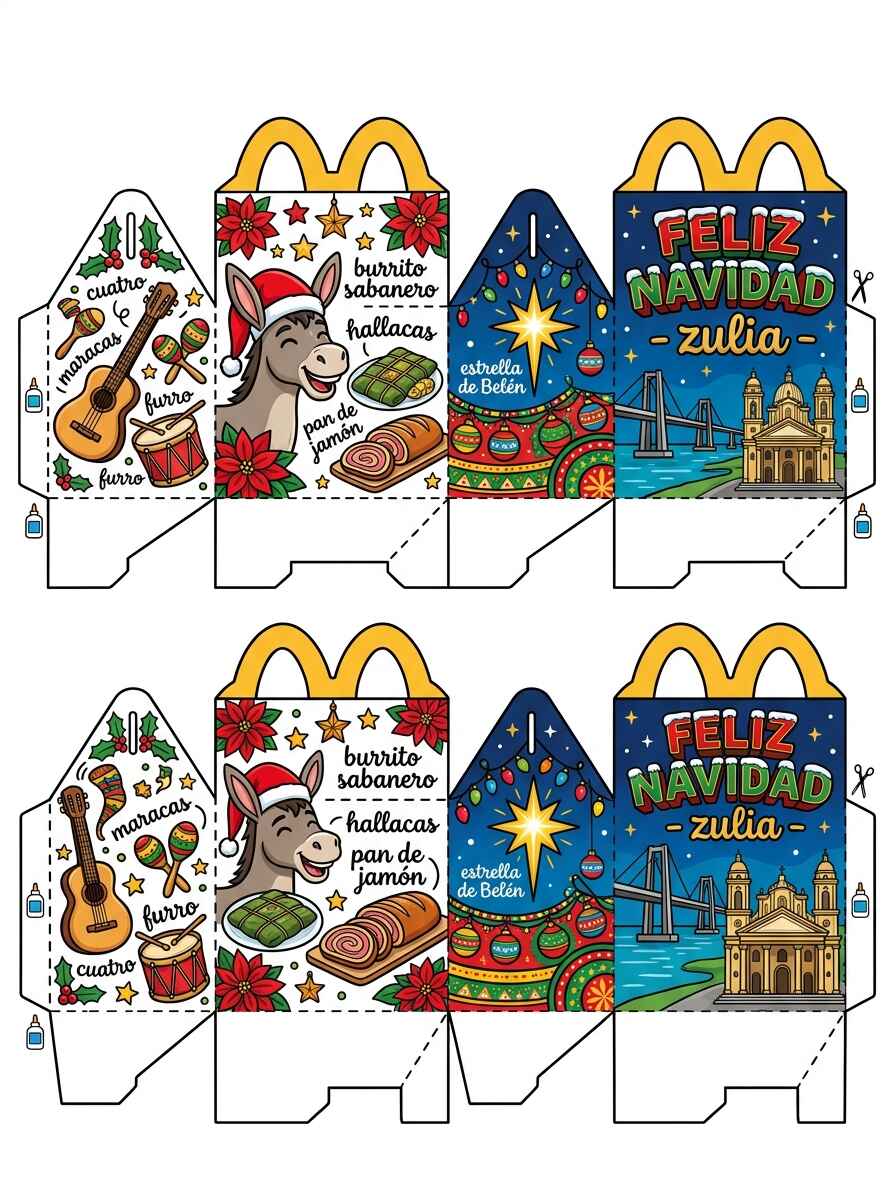 cuatro
maracas
furro
furro
burrito
sabanero
hallacas
pan de
jamón
estrella
de Belén
FELIZ
NAVIDAD
- zulia -
maracas
furro
cuatro
burrito
sabanero
hallacas
pan de
jamón
estrella
de Belén
FELIZ
NAVIDAD
- zulia -